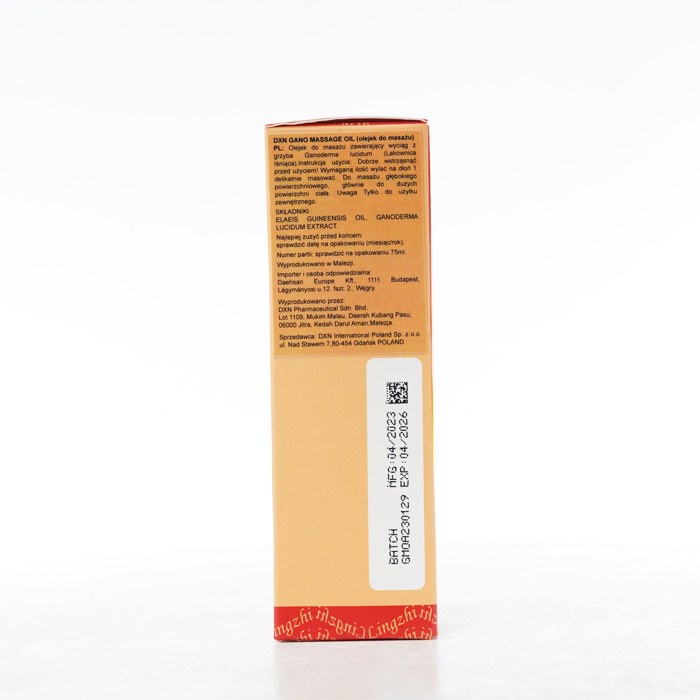 DXN GANO MASSAGE OIL (olejek do masażu)
PL: Olejek do masażu zawierający wyciąg z
grzyba Ganoderma lucidum (Lakownica
lśniąca).Instrukcja użycia: Dobrze wstrząsnąć
przed użyciem! Wymaganą ilość wylać na dłoń 1
delikatnie masować. Do masażu głębokiego
powierzchniowego, głównie do dużych
powierzchni ciała. Uwaga Tylko do użytku
zewnętrznego.
SKŁADNIKI :
ELAEIS GUINEENSIS OIL, GANODERMA
LUCIDUM EXTRACT.
Najlepiej zużyć przed końcem:
sprawdzić datę na opakowaniu (miesiąc/rok).
Numer partii: sprawdzić na opakowaniu 75ml.
Wyprodukowano w Malezji.
Importer i osoba odpowiedzialna:
Daehsan Europe Kft., 1111 Budapest,
Lágymányosi u.12. fszt. 2., Węgry.
Wyprodukowano przez:
DXN Pharmaceutical Sdn. Bhd.
Lot 1109, Mukim Malau, Daerah Kubang Pasu,
06000 Jitra, Kedah Darul Aman,Malezja.
Sprzedawca: DXN International Poland Sp. z o.o.
ul. Nad Stawem 7,80-454 Gdańsk POLAND
BATCH MFG:04/2023
GMOA230129 EXP:04/2026
Lingzhi